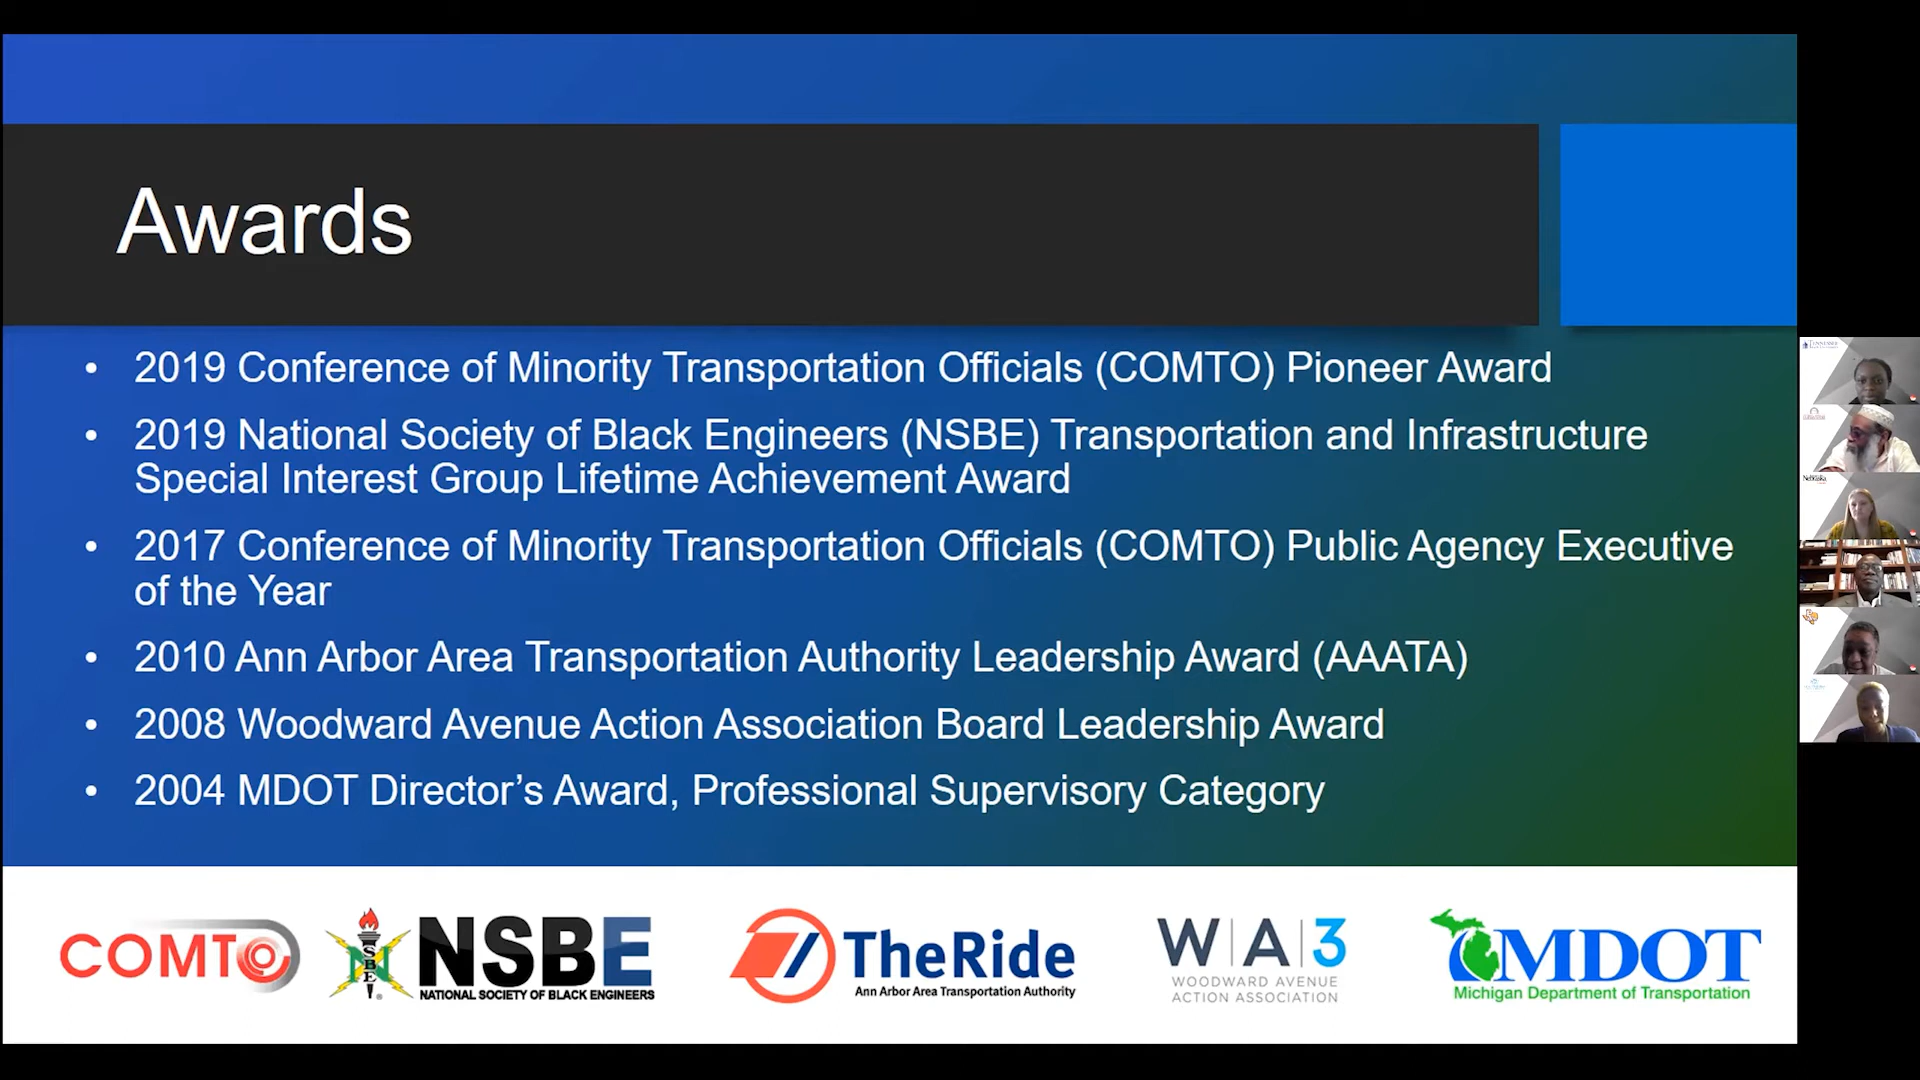 Awards
• 2019 Conference of Minority Transportation Officials (COMTO) Pioneer Award
• 2019 National Society of Black Engineers (NSBE) Transportation and Infrastructure
Special Interest Group Lifetime Achievement Award
• 2017 Conference of Minority Transportation Officials (COMTO) Public Agency Executive
of the Year
• 2010 Ann Arbor Area Transportation Authority Leadership Award (AAATA)
• 2008 Woodward Avenue Action Association Board Leadership Award
• 2004 MDOT Director’s Award, Professional Supervisory Category
COMTO
NSBE
NSBE
NATIONAL SOCIETY OF BLACK ENGINEERS
TheRide
Ann Arbor Area Transportation Authority
W|A|3
WOODWARD AVENUE
ACTION ASSOCIATION
MDOT
Michigan Department of Transportation
TENNESSEE
Nebraska